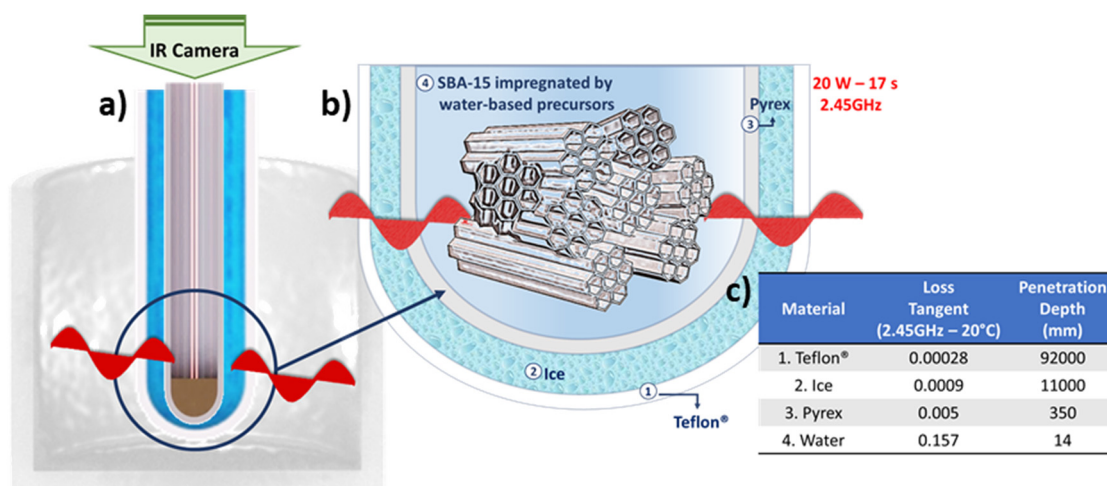 IR Camera
a)
b)
④ SBA-15 impregnated by
water-based precursors
Pyrex
③
20 W – 17 s
2.45GHz
② Ice
①
Teflon®
c)
Material
Loss
Tangent
(2.45GHz – 20°C)
Penetration
Depth
(mm)
1. Teflon® 0.00028 92000
2. Ice 0.0009 11000
3. Pyrex 0.005 350
4. Water 0.157 14